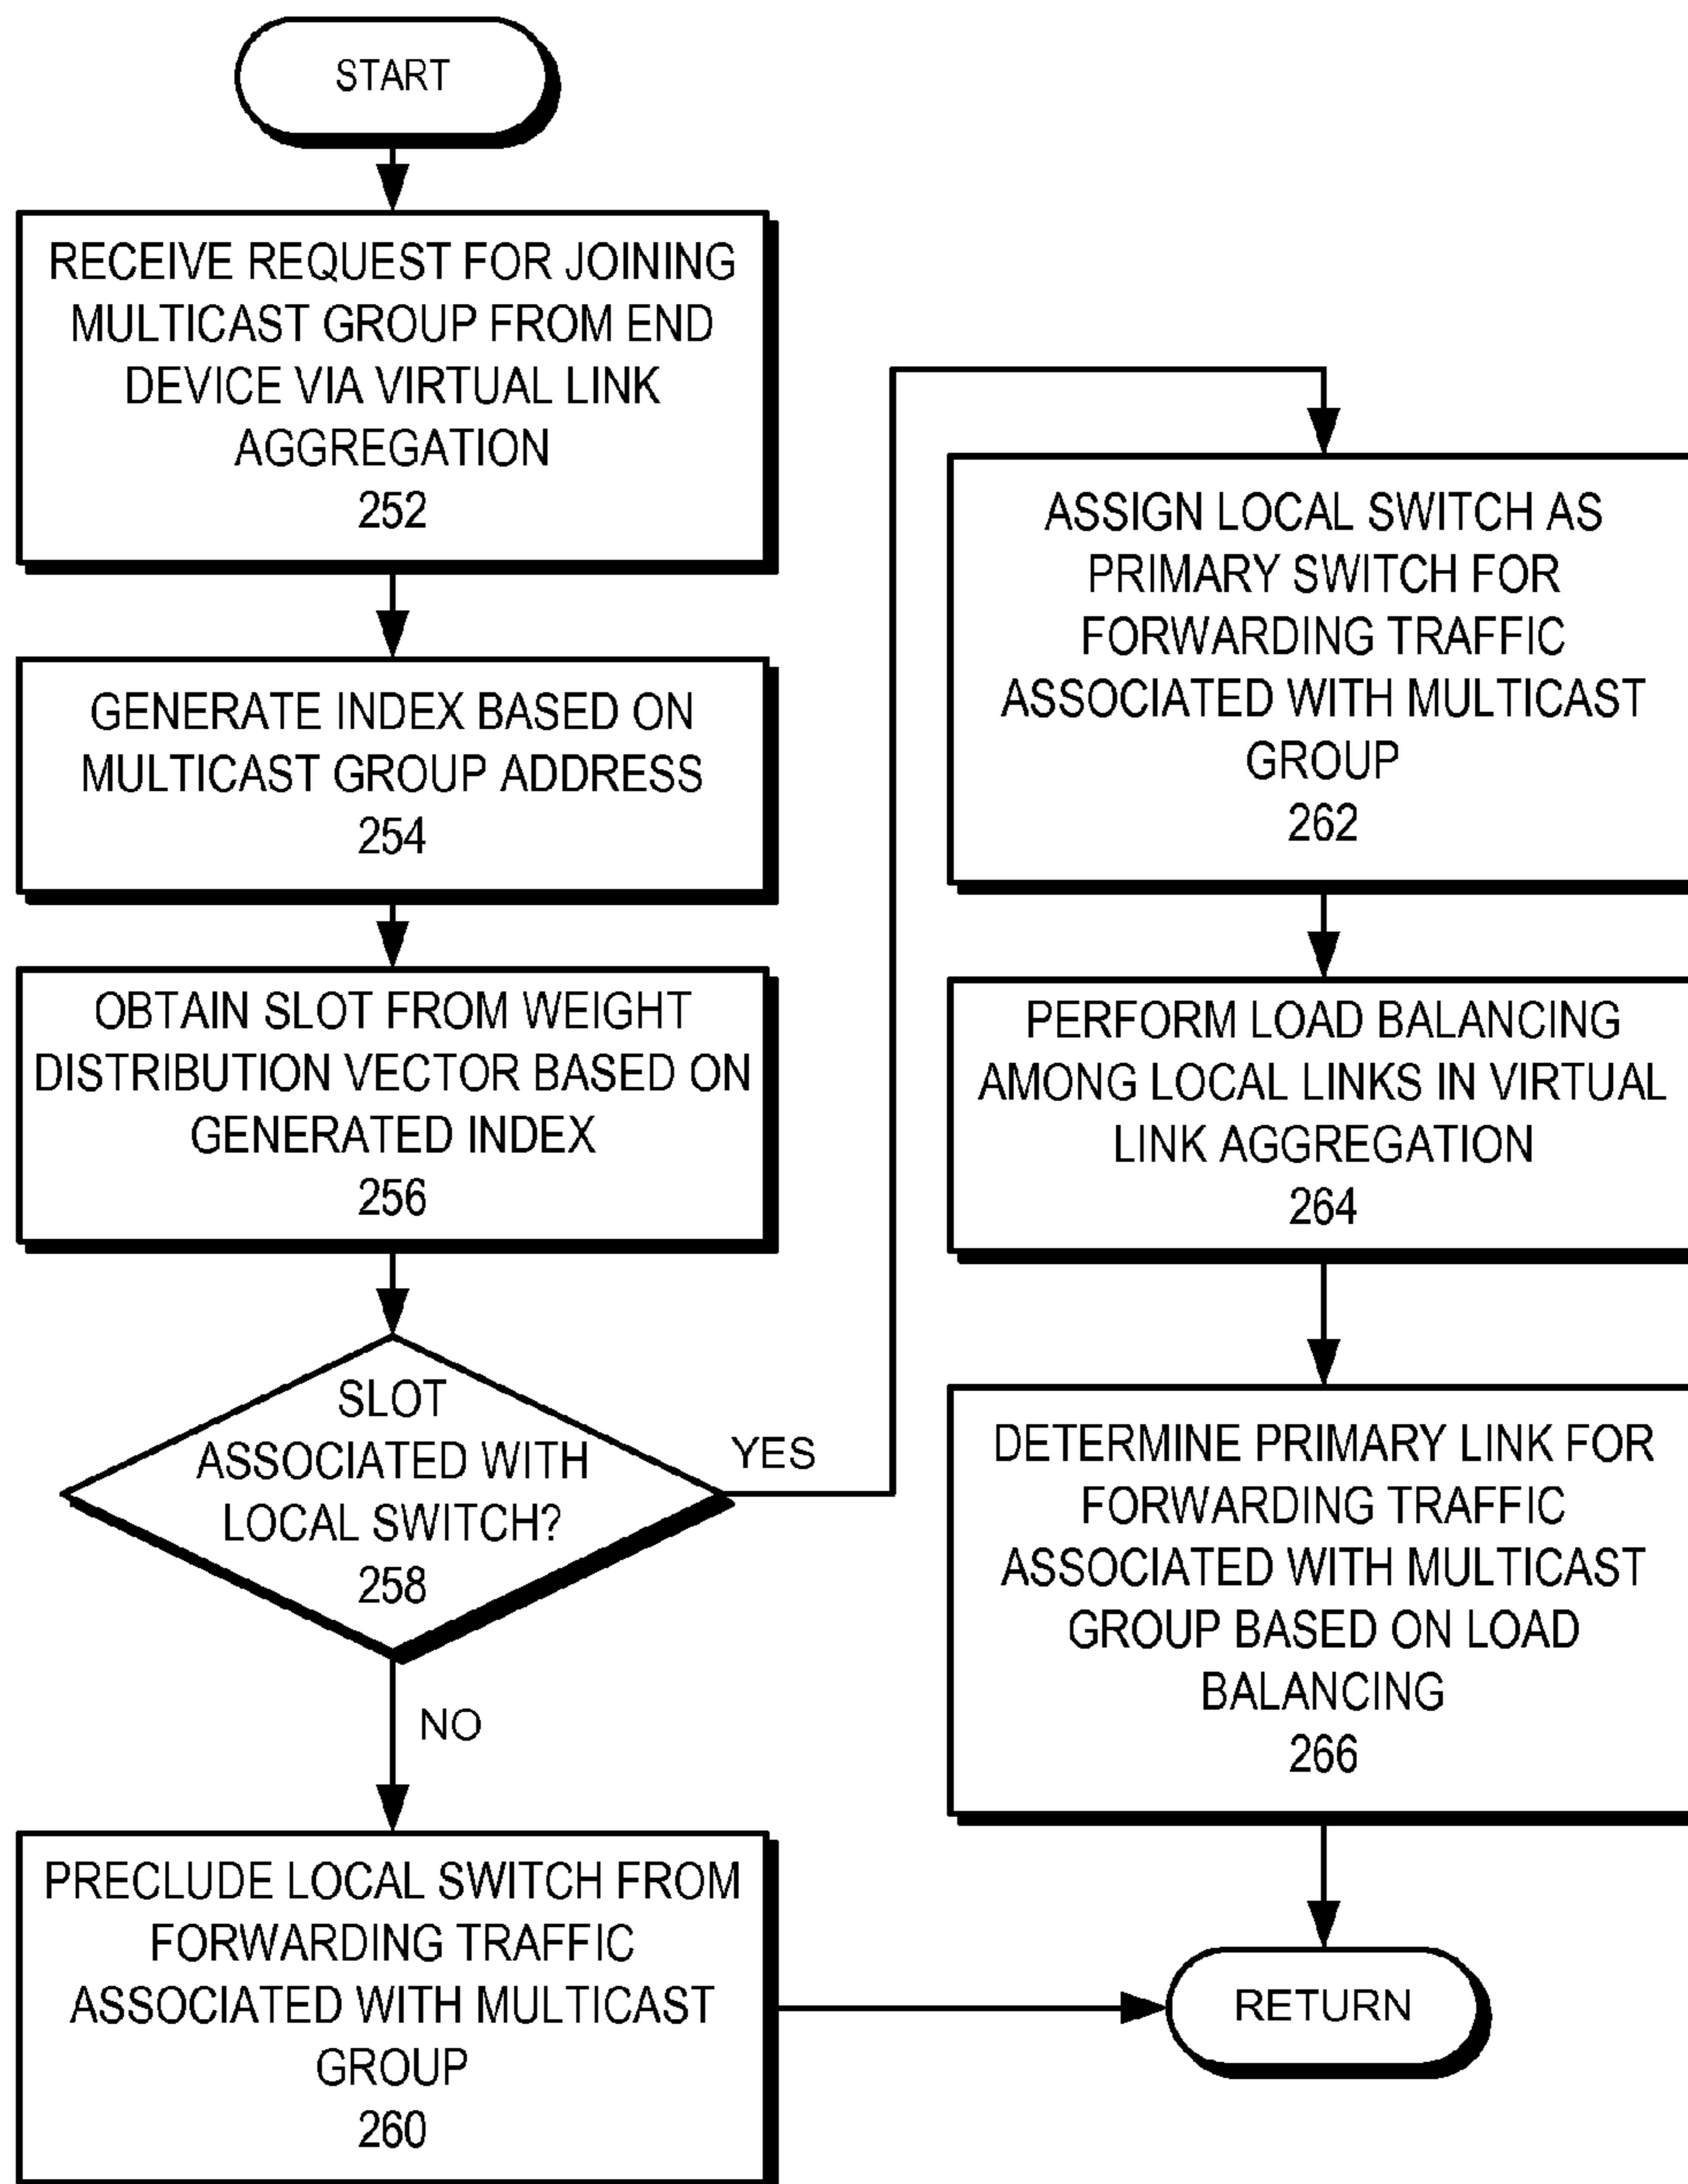 START
RECEIVE REQUEST FOR JOINING
MULTICAST GROUP FROM END
DEVICE VIA VIRTUAL LINK
AGGREGATION
252
GENERATE INDEX BASED ON
MULTICAST GROUP ADDRESS
254
OBTAIN SLOT FROM WEIGHT
DISTRIBUTION VECTOR BASED ON
GENERATED INDEX
256
SLOT
ASSOCIATED WITH
LOCAL SWITCH?
258
YES
NO
PRECLUDE LOCAL SWITCH FROM
FORWARDING TRAFFIC
ASSOCIATED WITH MULTICAST
GROUP
260
ASSIGN LOCAL SWITCH AS
PRIMARY SWITCH FOR
FORWARDING TRAFFIC
ASSOCIATED WITH MULTICAST
GROUP
262
PERFORM LOAD BALANCING
AMONG LOCAL LINKS IN VIRTUAL
LINK AGGREGATION
264
DETERMINE PRIMARY LINK FOR
FORWARDING TRAFFIC
ASSOCIATED WITH MULTICAST
GROUP BASED ON LOAD
BALANCING
266
RETURN